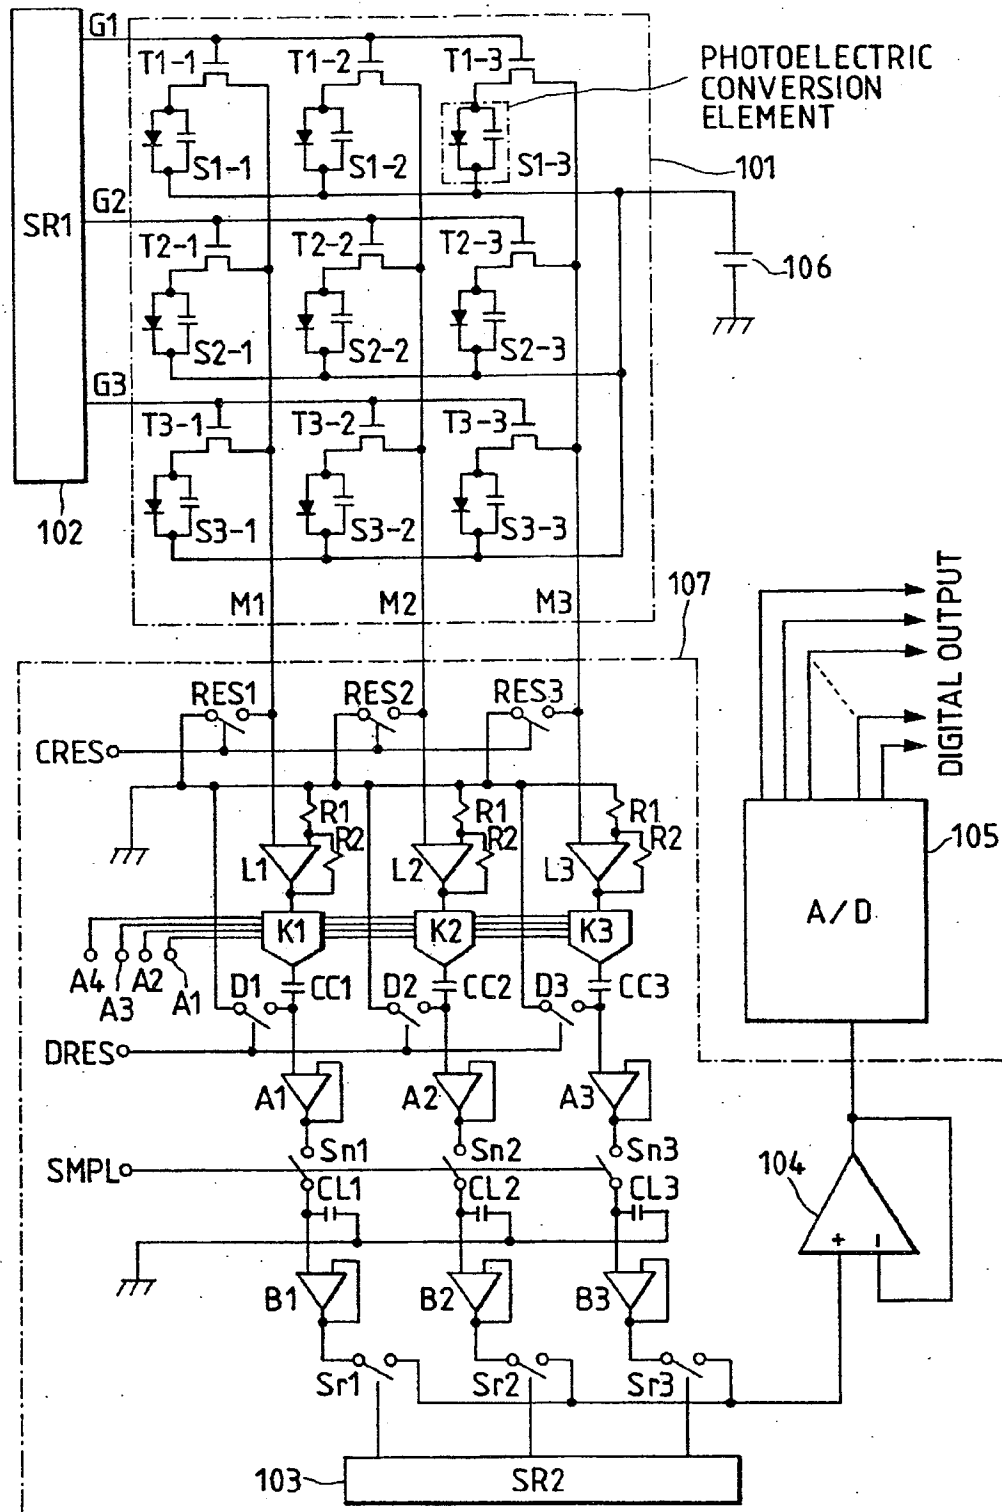 G1
T1-1 T1-2 T1-3
PHOTOELECTRIC
CONVERSION
ELEMENT
S1-1 S1-2 S1-3
101
SR1
G2
T2-1 T2-2 T2-3
106
S2-1 S2-2 S2-3
G3
T3-1 T3-2 T3-3
102
S3-1 S3-2 S3-3
M1 M2 M3
107
DIGITAL OUTPUT
RES1 RES2 RES3
CRES
R1 R1 R1
R2 R2 R2
L1 L2 L3
105
A/D
K1 K2 K3
A4 A3 A2 A1
CC1 CC2 CC3
D1 D2 D3
DRES
A1 A2 A3
Sn1 Sn2 Sn3
SMPL
CL1 CL2 CL3
104
+ −
B1 B2 B3
Sr1 Sr2 Sr3
103
SR2